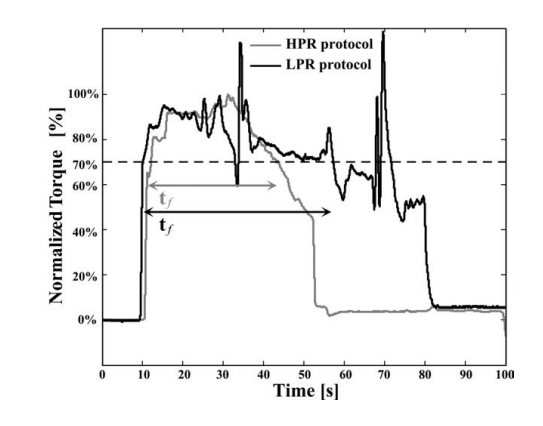 HPR protocol
LPR protocol
Normalized Torque [%]
100%
80%
70%
60%
40%
20%
0%
t_f
t_f
0 10 20 30 40 50 60 70 80 90 100
Time [s]